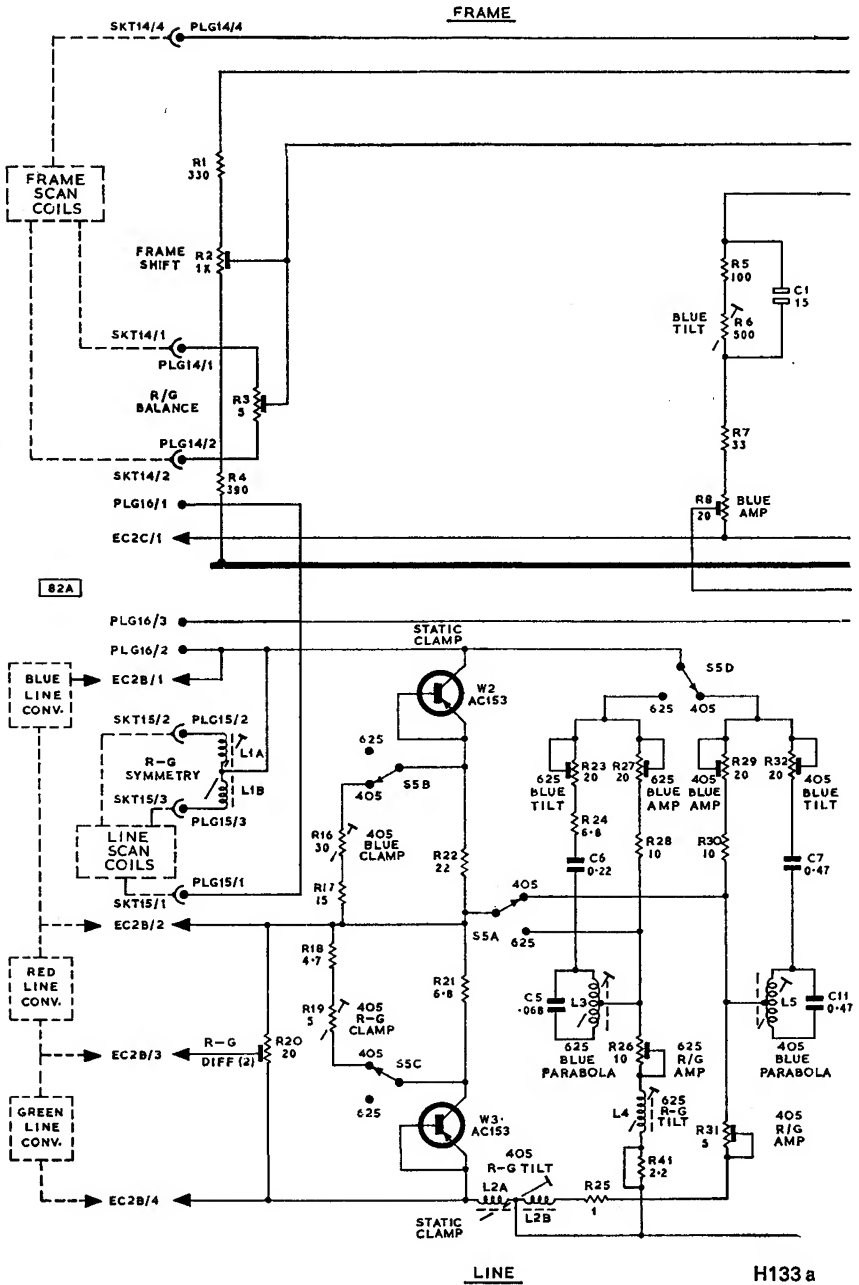 FRAME
SKT14/4 PLG14/4
R1
330
FRAME
SCAN
COILS
FRAME
SHIFT
R2
1K
R5
100
C1
15
BLUE
TILT
R6
500
SKT14/1
PLG14/1
R/G
BALANCE
R3
5
R7
33
PLG14/2
SKT14/2
R4
390
PLG16/1
R8
20
BLUE
AMP
EC2C/1
82A
PLG16/3
STATIC
CLAMP
PLG16/2
BLUE
LINE
CONV.
EC2B/1
W2
AC153
S5D
625
405
SKT15/2 PLG15/2
L1A
R-G
SYMMETRY
L1B
SKT15/3
PLG15/3
625
405
S5B
R23
20
625
BLUE
TILT
R27
20
625
BLUE
AMP
R29
20
405
BLUE
AMP
R32
20
405
BLUE
TILT
R24
6·8
LINE
SCAN
COILS
R16
30
405
BLUE
CLAMP
R22
22
R28
10
R30
10
C6
0·22
C7
0·47
R17
15
PLG15/1
SKT15/1
405
S5A
625
EC2B/2
R18
4·7
R21
6·8
RED
LINE
CONV.
R19
5
405
R-G
CLAMP
C5
·068
L3
L5
C11
0·47
R-G
DIFF (2)
R20
20
EC2B/3
405
S5C
625
625
BLUE
PARABOLA
R26
10
625
R/G
AMP
405
BLUE
PARABOLA
GREEN
LINE
CONV.
W3·
AC153
L4
625
R-G
TILT
R31
5
405
R/G
AMP
405
R-G TILT
R41
2·2
EC2B/4
L2A
L2B
R25
1
STATIC
CLAMP
LINE
H133a